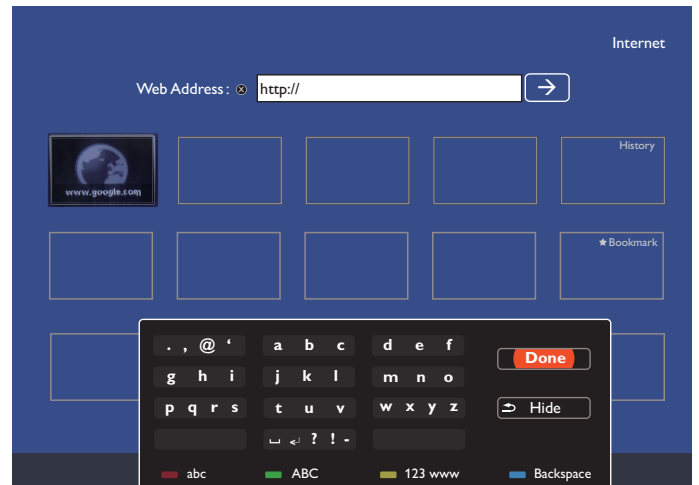 Internet
Web Address : http://
www.google.com
History
★Bookmark
. , @ ‘ a b c d e f
Done
g h i j k l m n o
p q r s t u v w x y z
Hide
␣ ↵ ? ! -
abc ABC 123 www Backspace